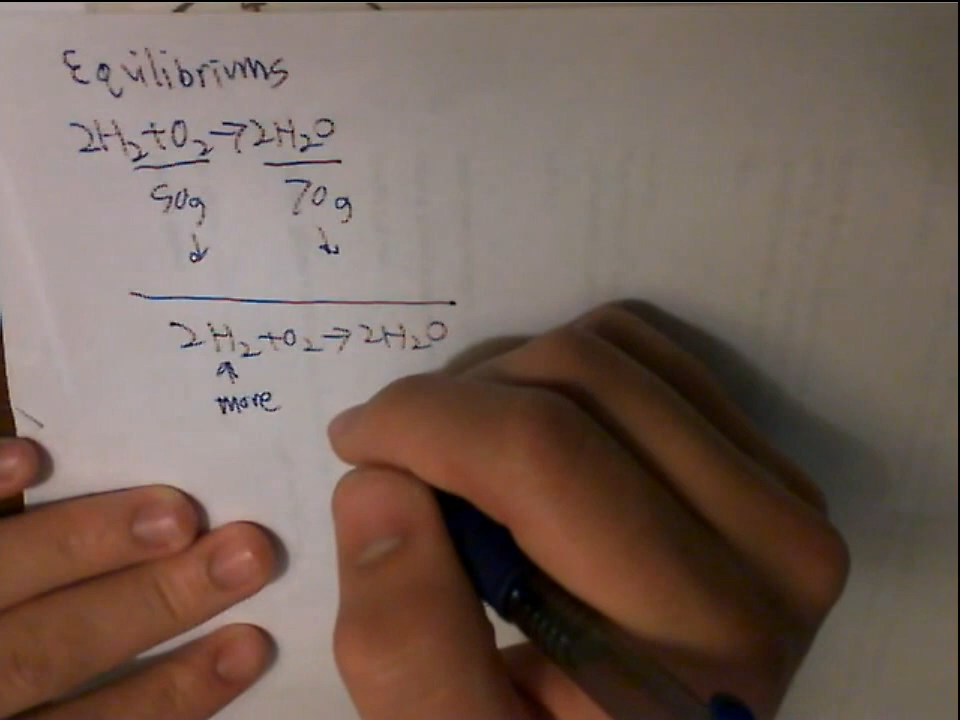 Equilibriums
2H₂+O₂→2H₂O
50g 70g
↓ ↓
2H₂+O₂→2H₂O
↑
more